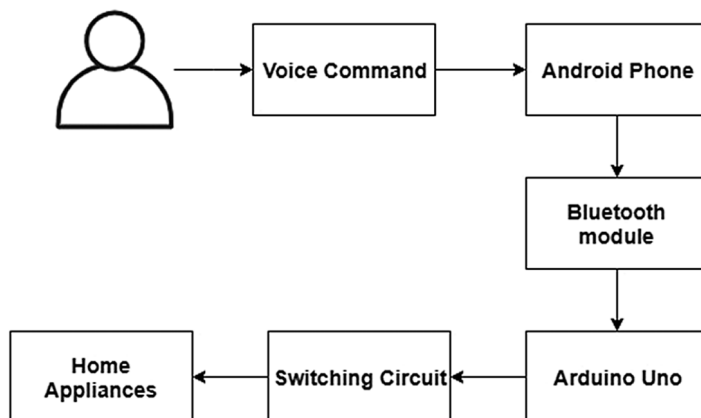 Voice Command
Android Phone
Bluetooth
module
Home
Appliances
Switching Circuit
Arduino Uno